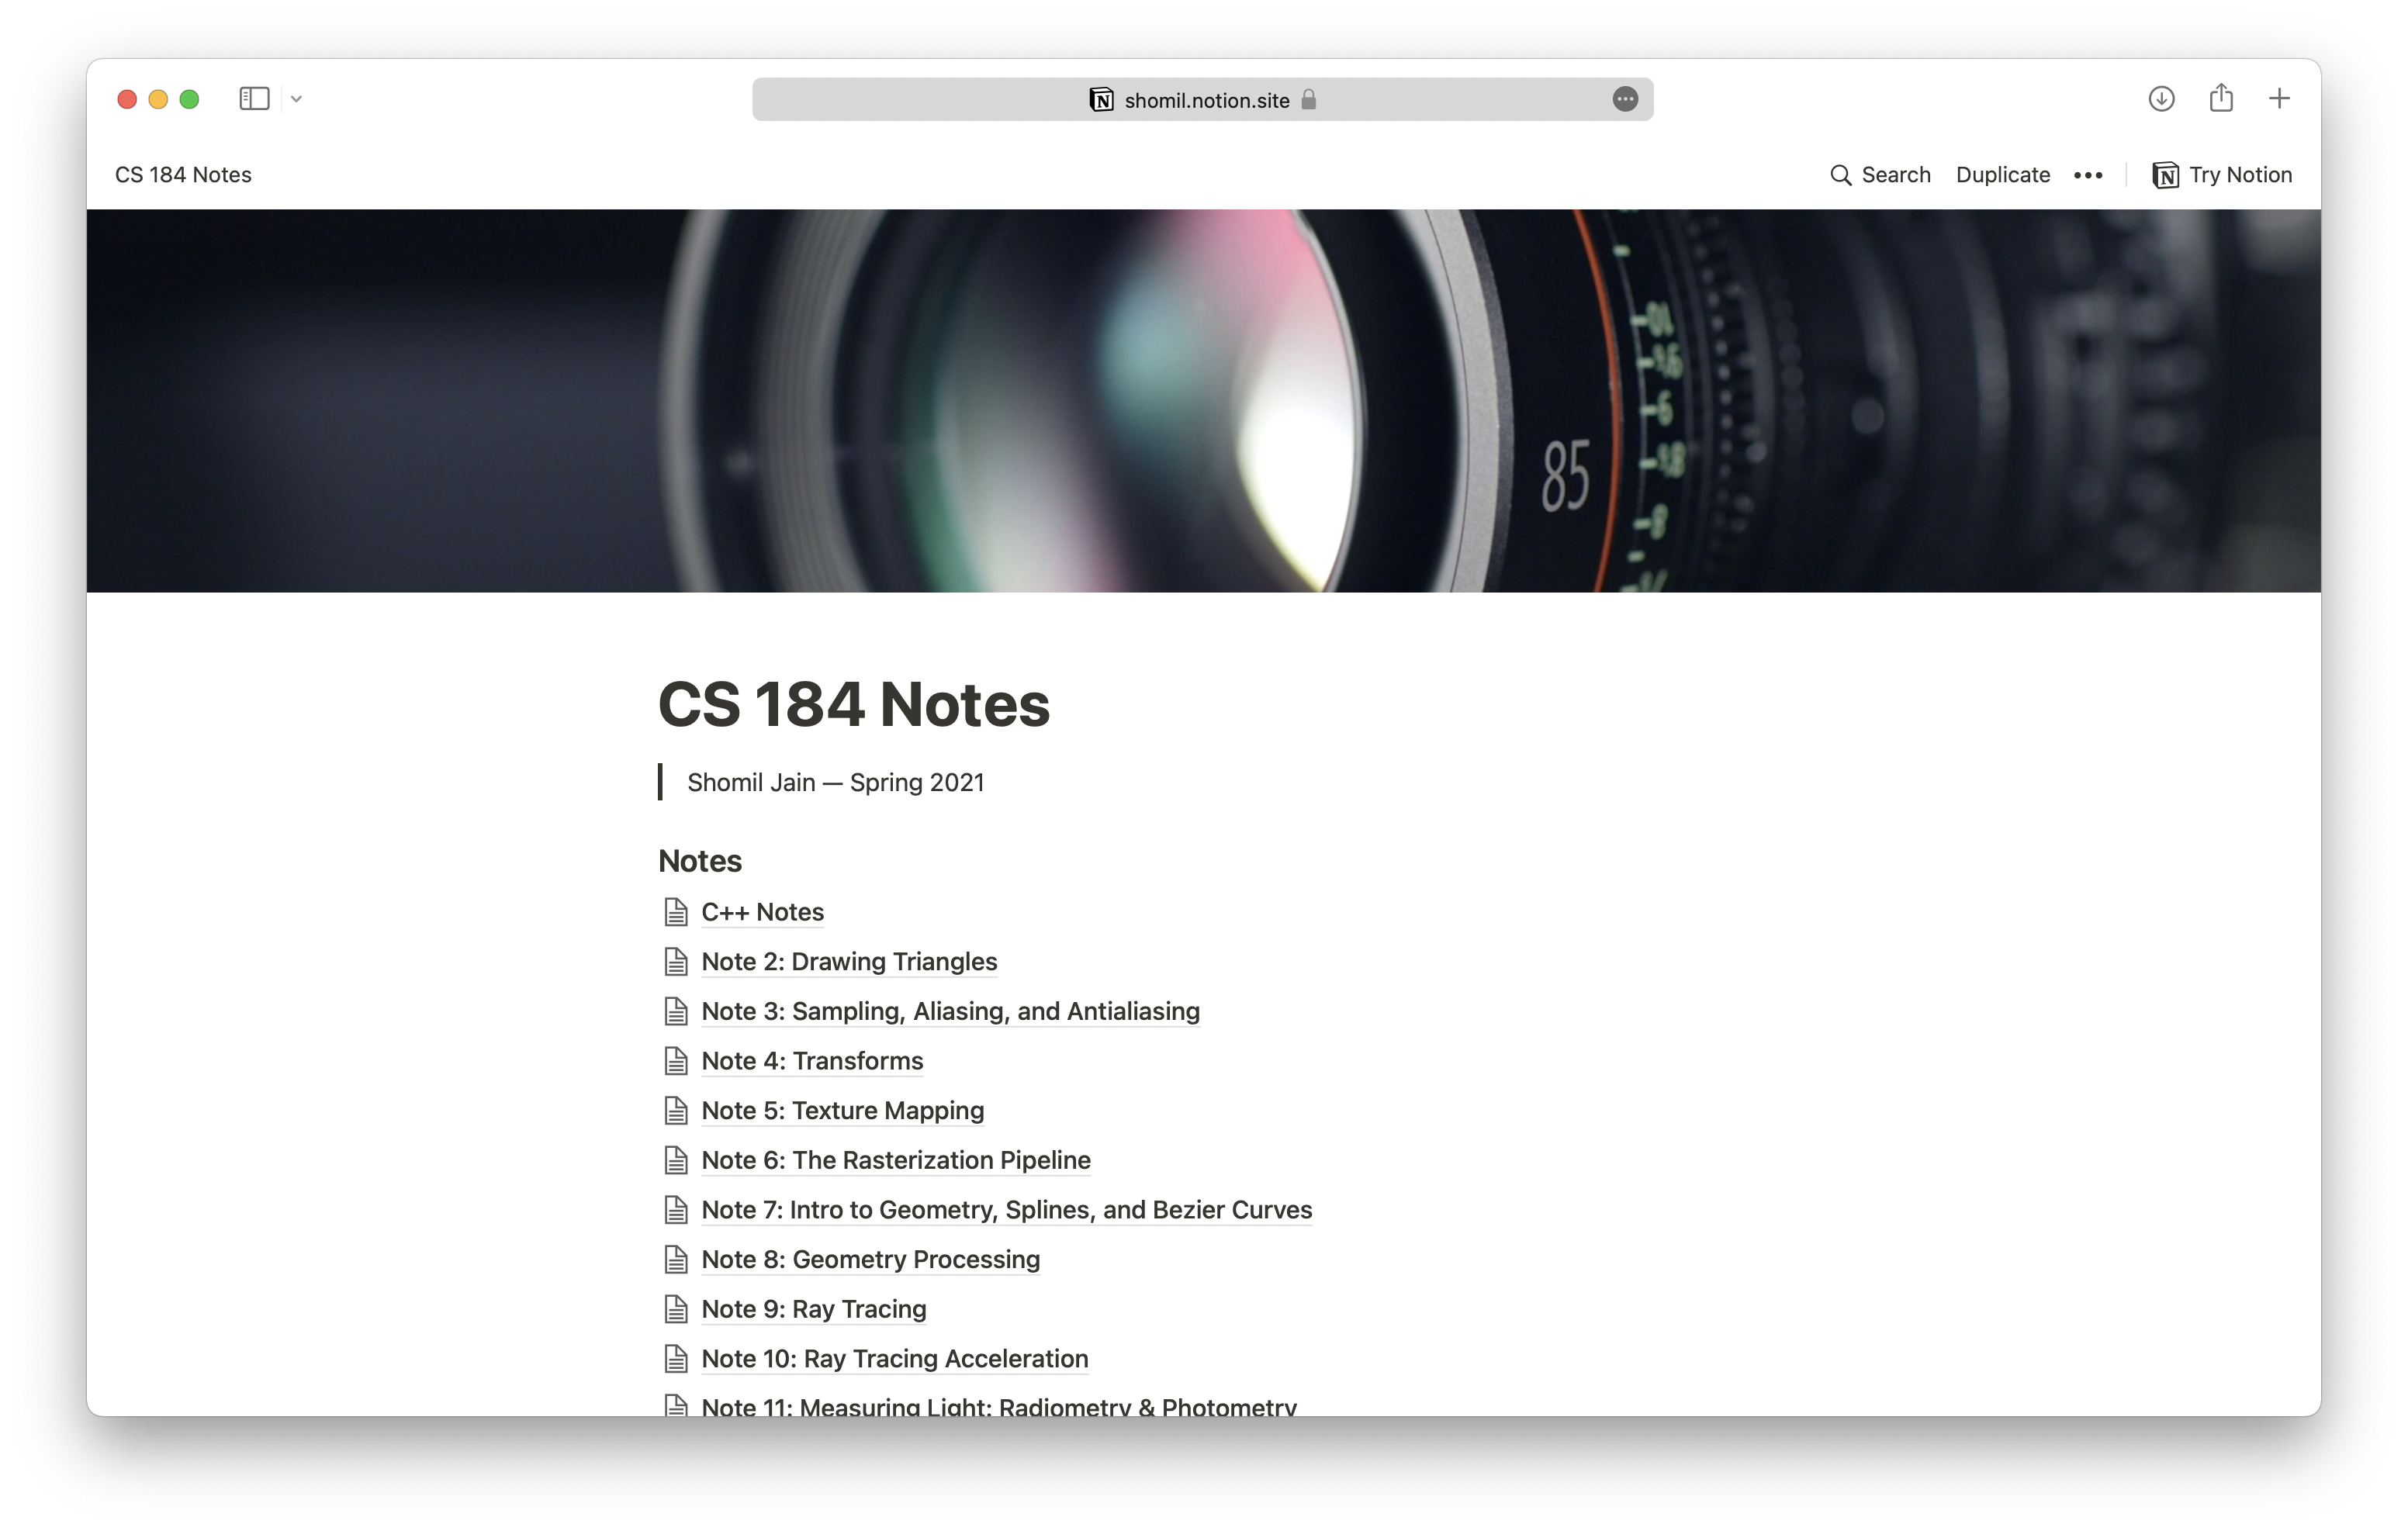 shomil.notion.site
CS 184 Notes
Search Duplicate Try Notion
85
CS 184 Notes
Shomil Jain — Spring 2021
Notes
C++ Notes
Note 2: Drawing Triangles
Note 3: Sampling, Aliasing, and Antialiasing
Note 4: Transforms
Note 5: Texture Mapping
Note 6: The Rasterization Pipeline
Note 7: Intro to Geometry, Splines, and Bezier Curves
Note 8: Geometry Processing
Note 9: Ray Tracing
Note 10: Ray Tracing Acceleration
Note 11: Measuring Light: Radiometry & Photometry